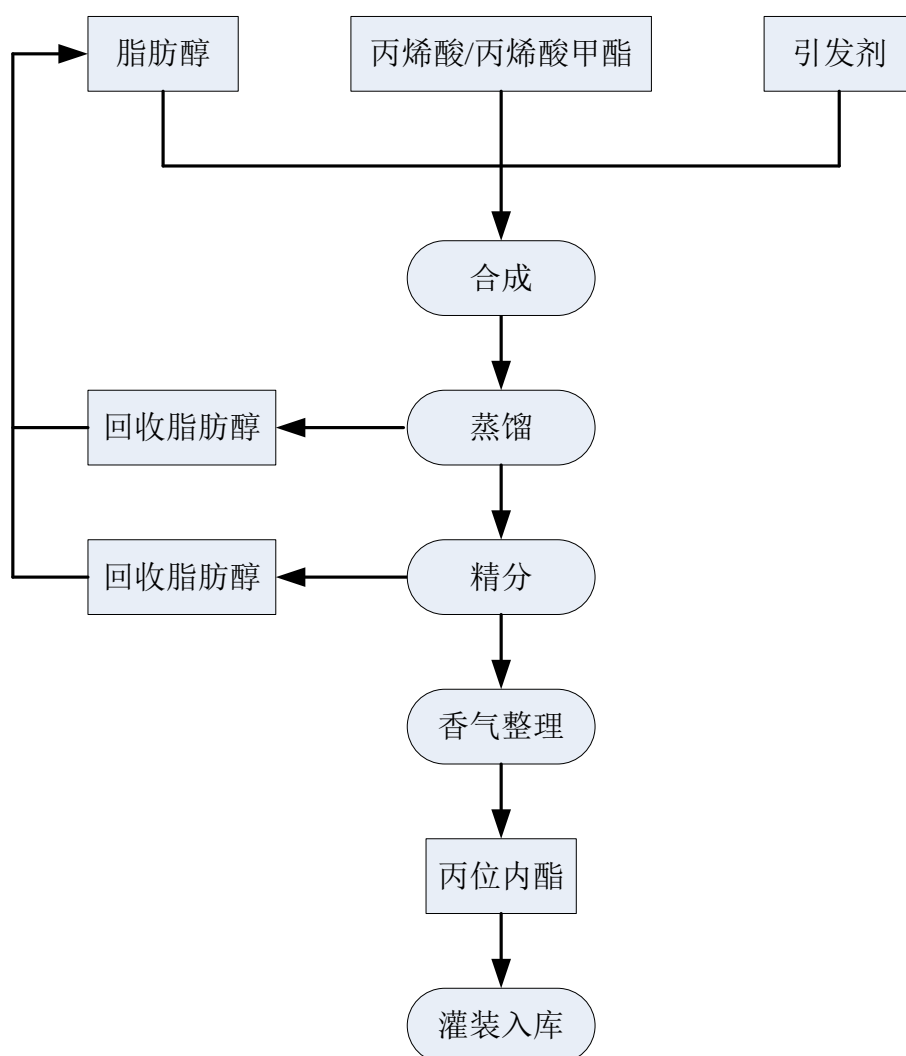 脂肪醇
丙烯酸/丙烯酸甲酯
引发剂
合成
回收脂肪醇
蒸馏
回收脂肪醇
精分
香气整理
丙位内酯
灌装入库